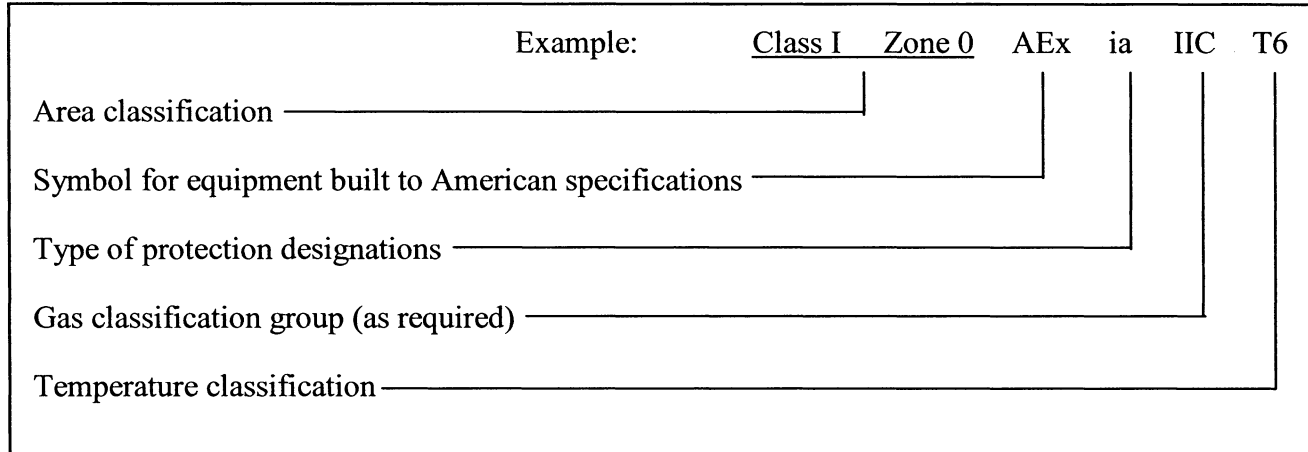 Example: Class I Zone 0 AEx ia IIC T6
Area classification
Symbol for equipment built to American specifications
Type of protection designations
Gas classification group (as required)
Temperature classification